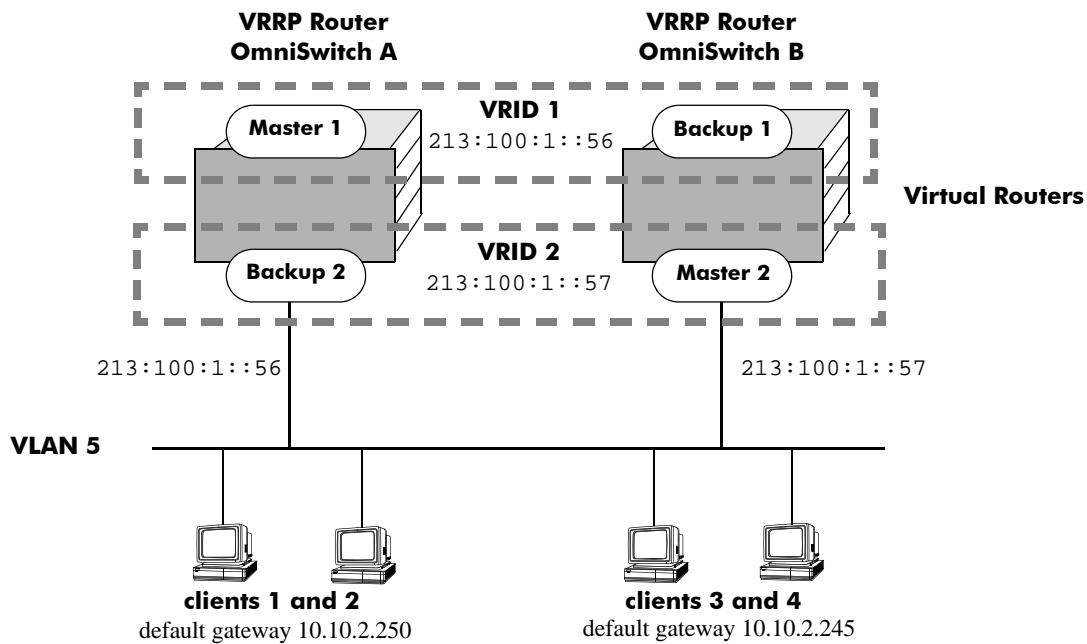 VRRP Router
OmniSwitch A
VRRP Router
OmniSwitch B
VRID 1
Master 1
Backup 1
213:100:1::56
Virtual Routers
VRID 2
Backup 2
Master 2
213:100:1::57
213:100:1::56
213:100:1::57
VLAN 5
clients 1 and 2
default gateway 10.10.2.250
clients 3 and 4
default gateway 10.10.2.245